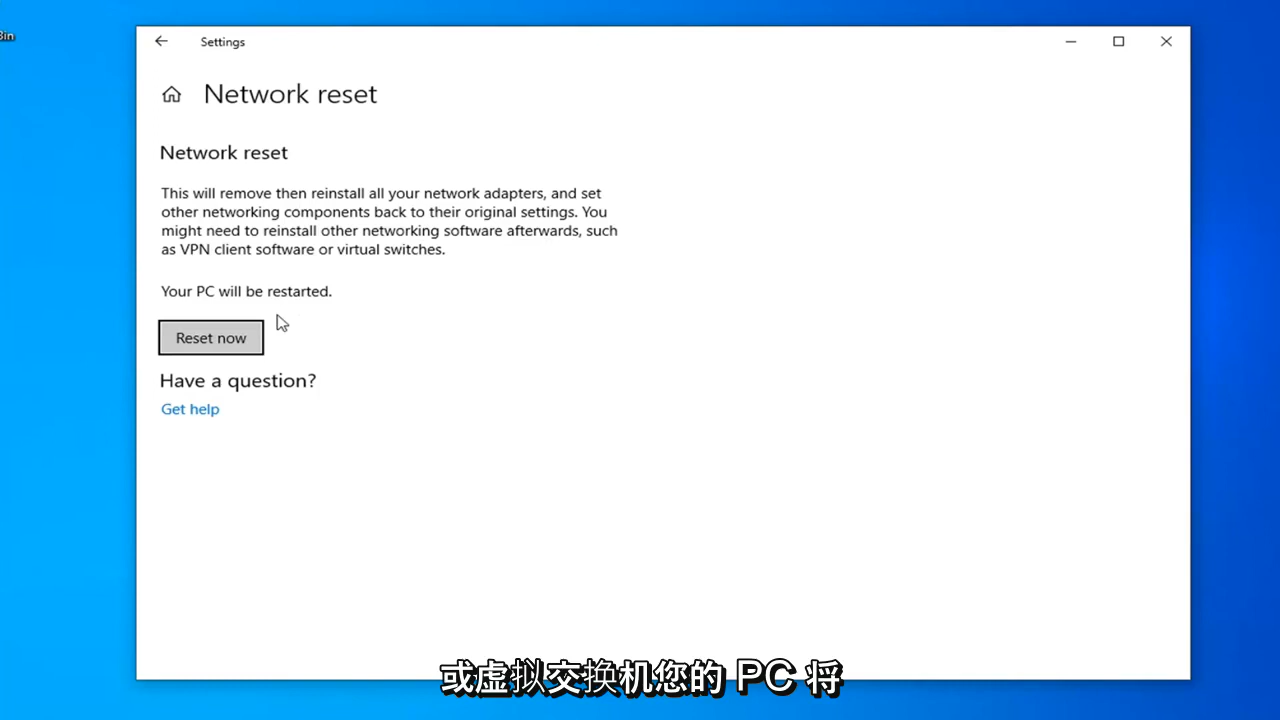 Bin
Settings
Network reset
Network reset
This will remove then reinstall all your network adapters, and set
other networking components back to their original settings. You
might need to reinstall other networking software afterwards, such
as VPN client software or virtual switches.
Your PC will be restarted.
Reset now
Have a question?
Get help
或虚拟交换机您的 PC 将